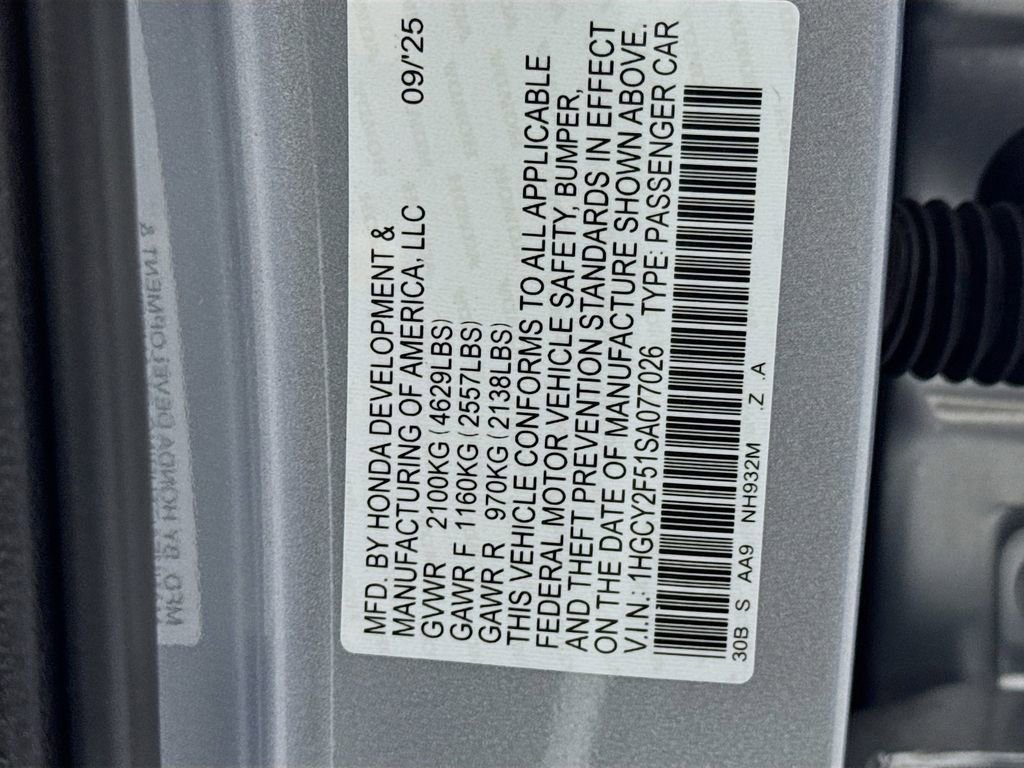 MFD. BY HONDA DEVELOPMENT &
MANUFACTURING OF AMERICA, LLC 09/'25
GVWR 2100KG (4629LBS)
GAWR F 1160KG (2557LBS)
GAWR R 970KG (2138LBS)
THIS VEHICLE CONFORMS TO ALL APPLICABLE
FEDERAL MOTOR VEHICLE SAFETY, BUMPER,
AND THEFT PREVENTION STANDARDS IN EFFECT
ON THE DATE OF MANUFACTURE SHOWN ABOVE.
V.I.N.: 1HGCY2F51SA077026 TYPE: PASSENGER CAR
30B S AA9 NH932M .Z .A